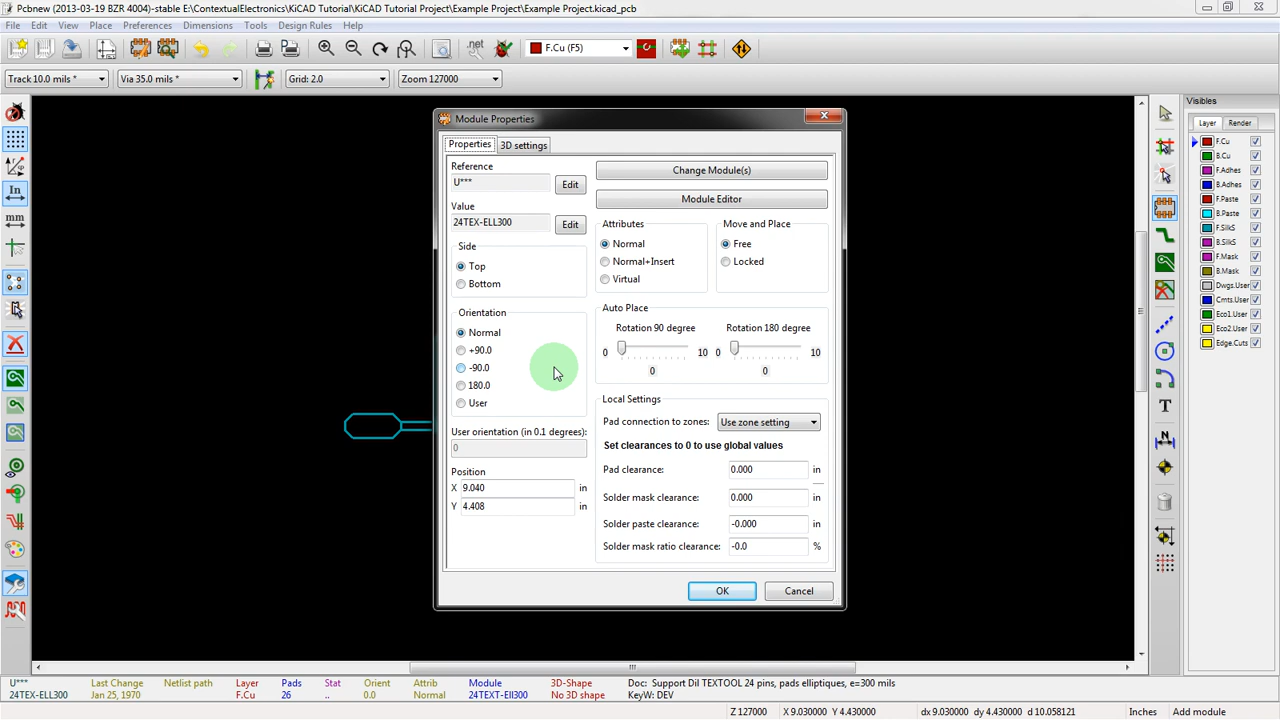 Pcbnew (2013-03-19 BZR 4004)-stable E:\ContextualElectronics\KiCAD Tutorial\KiCAD Tutorial Project\Example Project\Example Project.kicad_pcb
File Edit View Place Preferences Dimensions Tools Design Rules Help
.net F.Cu (F5)
Track 10.0 mils * Via 35.0 mils * Grid: 2.0 Zoom 127000
In
mm
Visibles
Layer Render
F.Cu
B.Cu
F.Adhes
B.Adhes
F.Paste
B.Paste
F.SilkS
B.SilkS
F.Mask
B.Mask
Dwgs.User
Cmts.User
Eco1.User
Eco2.User
Edge.Cuts
T
N
Module Properties
Properties 3D settings
Reference
U***
Edit
Value
24TEX-ELL300
Edit
Side
Top
Bottom
Orientation
Normal
+90.0
-90.0
180.0
User
User orientation (in 0.1 degrees):
0
Position
X 9.040 in
Y 4.408 in
Change Module(s)
Module Editor
Attributes
Normal
Normal+Insert
Virtual
Move and Place
Free
Locked
Auto Place
Rotation 90 degree Rotation 180 degree
0 10 0 10
0 0
Local Settings
Pad connection to zones: Use zone setting
Set clearances to 0 to use global values
Pad clearance: 0.000 in
Solder mask clearance: 0.000 in
Solder paste clearance: -0.000 in
Solder mask ratio clearance: -0.0 %
OK Cancel
U*** Last Change Netlist path Layer Pads Stat Orient Attrib Module 3D-Shape Doc: Support Dil TEXTOOL 24 pins, pads elliptiques, e=300 mils
24TEX-ELL300 Jan 25, 1970 F.Cu 26 .. 0.0 Normal 24TEXT-Ell300 No 3D shape KeyW: DEV
Z 127000 X 9.030000 Y 4.430000 dx 9.030000 dy 4.430000 d 10.058121 Inches Add module